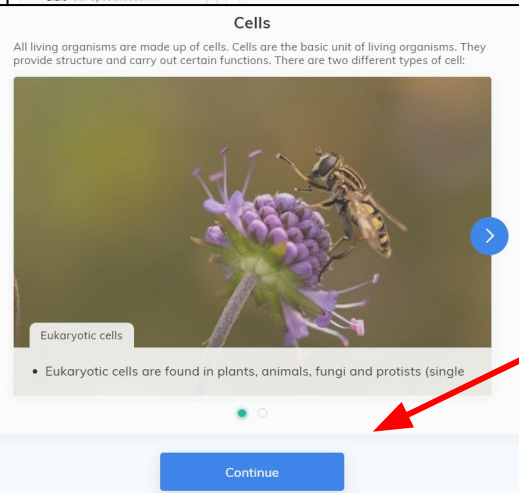 Cells
All living organisms are made up of cells. Cells are the basic unit of living organisms. They
provide structure and carry out certain functions. There are two different types of cell:
Eukaryotic cells
• Eukaryotic cells are found in plants, animals, fungi and protists (single
Continue